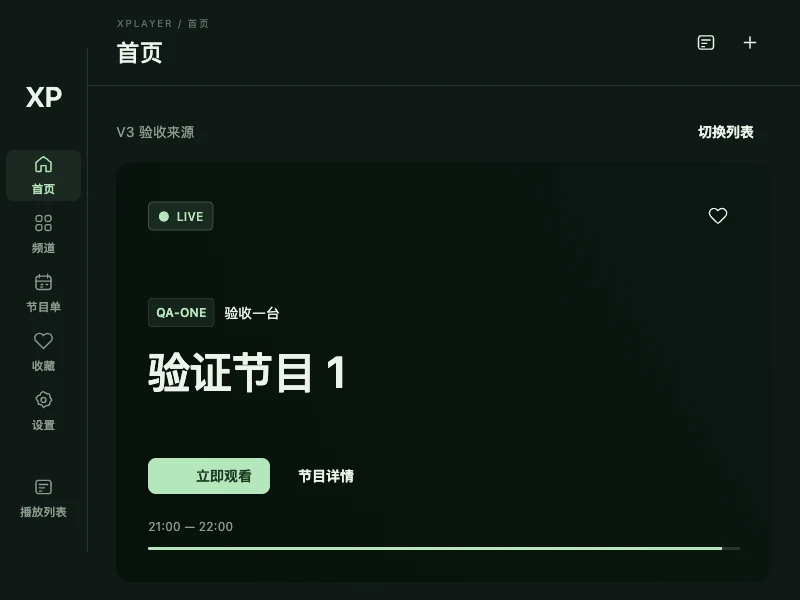 XPLAYER / 首页
首页
XP
首页
频道
节目单
收藏
设置
播放列表
V3 验收来源
切换列表
LIVE
QA-ONE 验收一台
验证节目 1
立即观看 节目详情
21:00 — 22:00